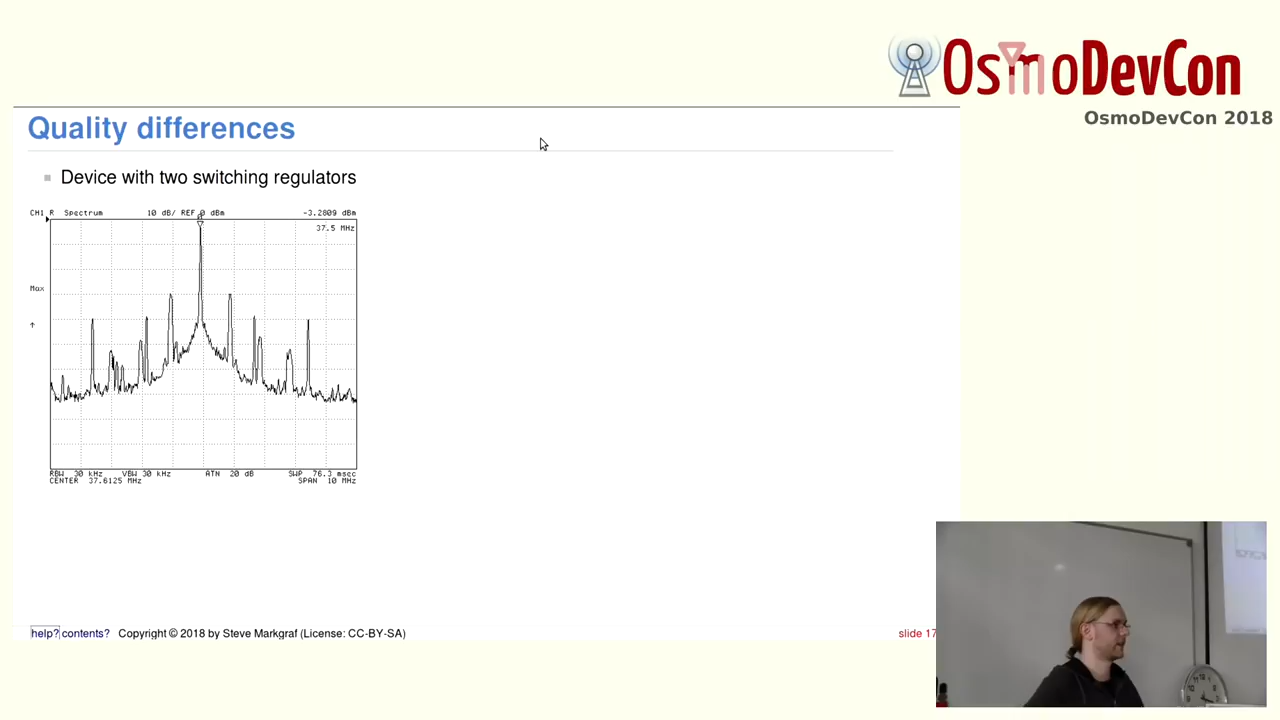 OsmoDevCon
OsmoDevCon 2018
Quality differences
Device with two switching regulators
CH1 R Spectrum 10 dB/ REF 0 dBm -3.2809 dBm
37.5 MHz
Max
RBW 30 kHz VBW 30 kHz ATN 20 dB SWP 76.3 msec
CENTER 37.6125 MHz SPAN 10 MHz
help? contents? Copyright © 2018 by Steve Markgraf (License: CC-BY-SA) slide 17